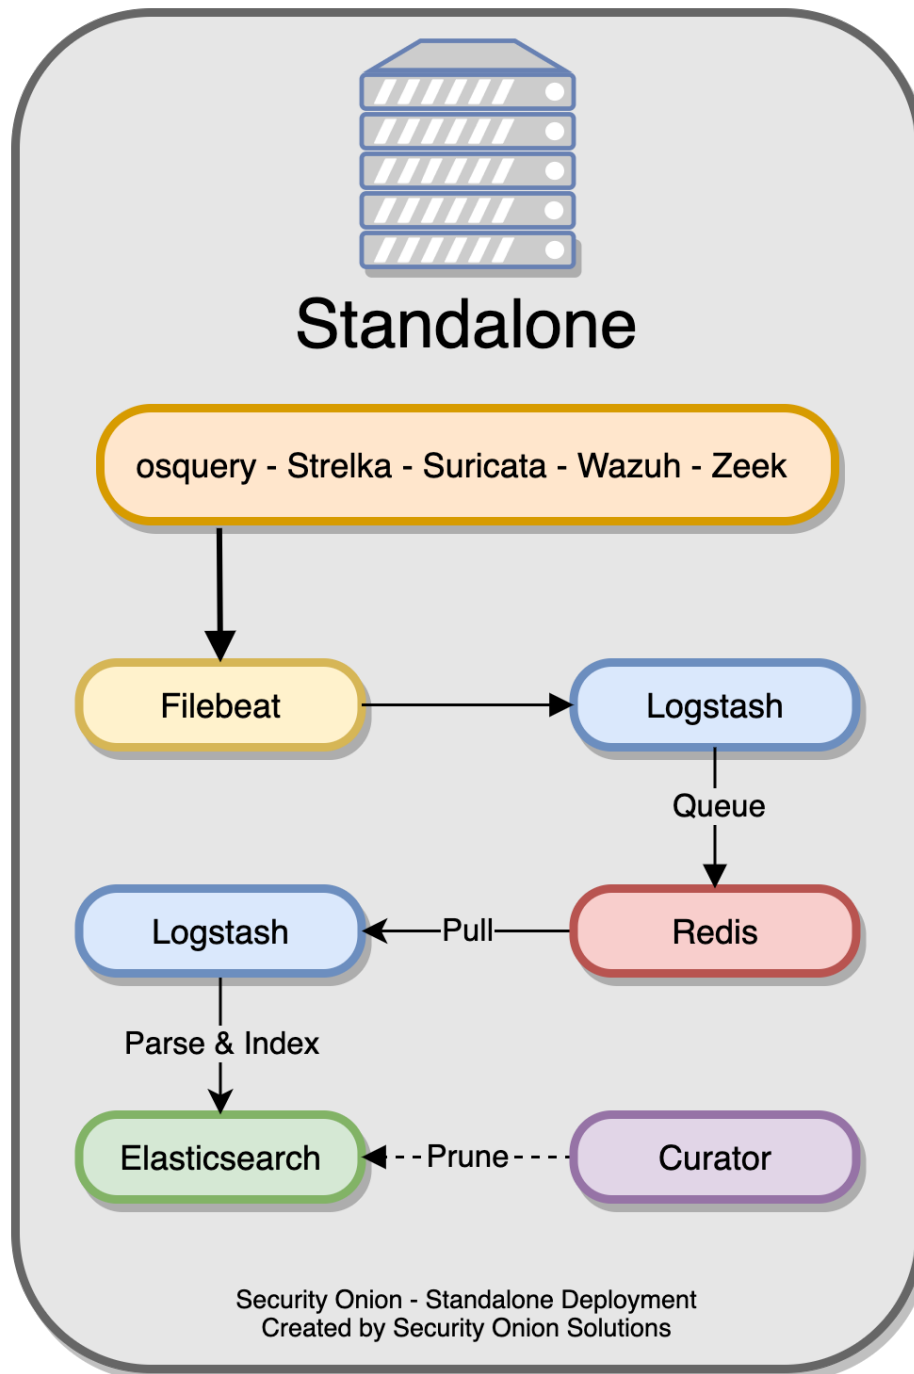 Standalone
osquery - Strelka - Suricata - Wazuh - Zeek
Filebeat
Logstash
Queue
Logstash
Pull
Redis
Parse & Index
Elasticsearch
Prune
Curator
Security Onion - Standalone Deployment
Created by Security Onion Solutions